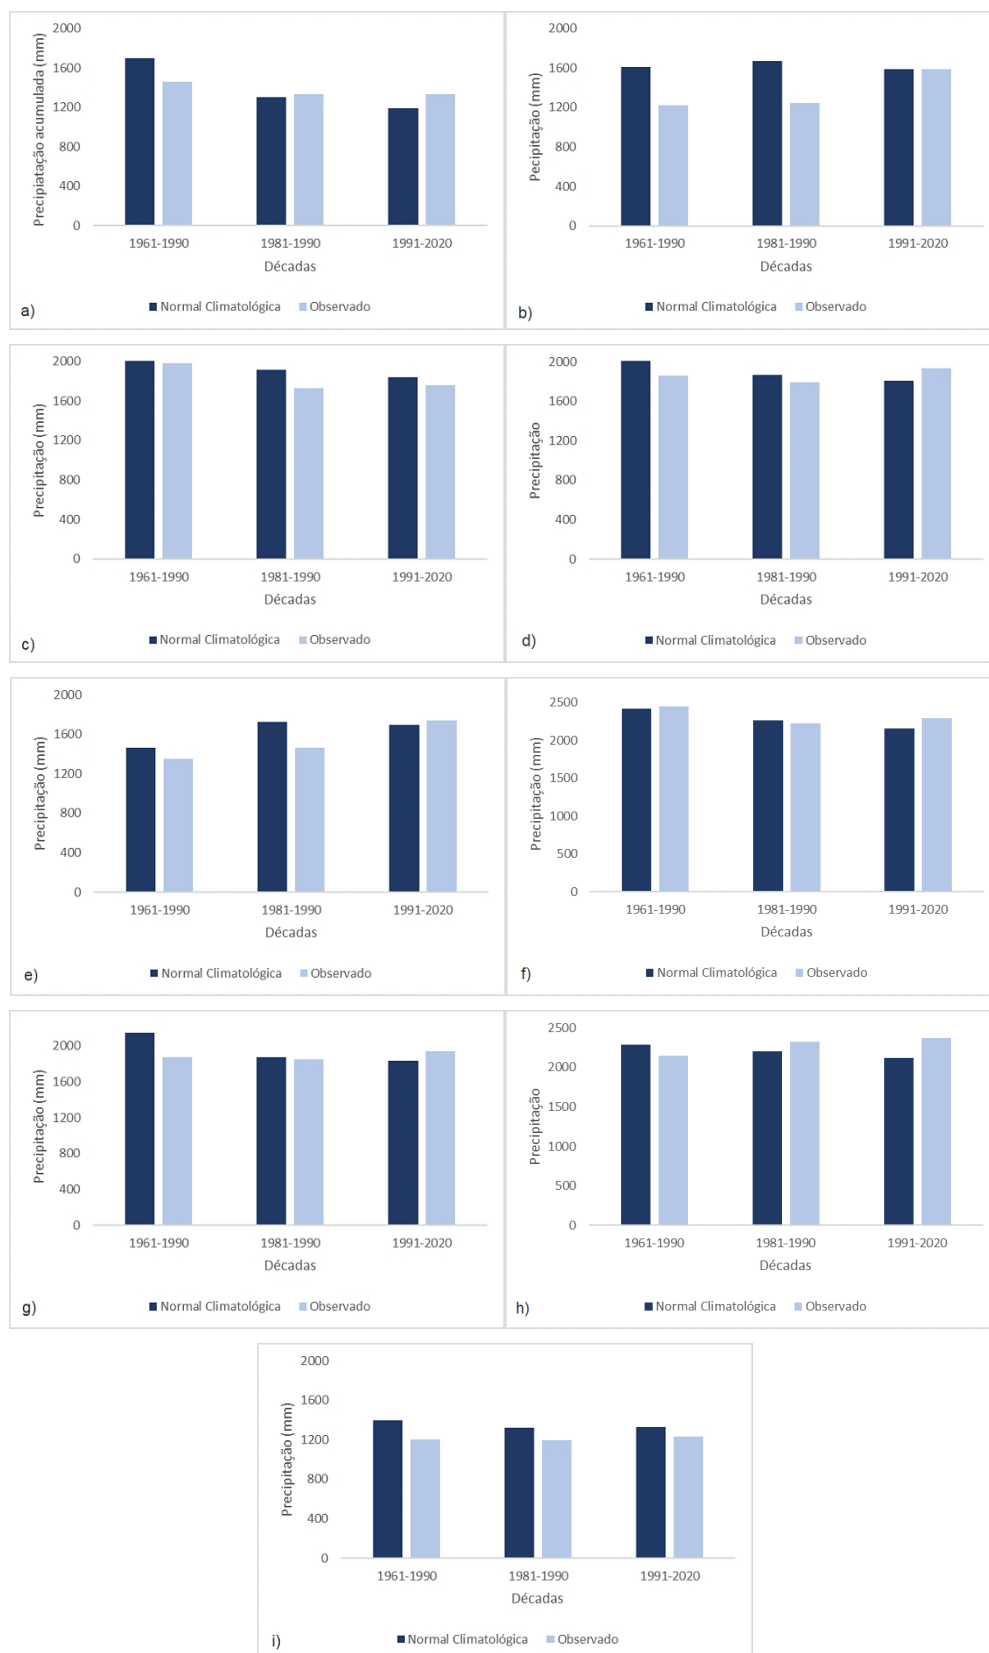 Precipiatação acumulada (mm)
2000
1600
1200
800
400
0
1961-1990
1981-1990
1991-2020
Décadas
Normal Climatológica
Observado
a)
Pecipitação (mm)
2000
1600
1200
800
400
0
1961-1990
1981-1990
1991-2020
Décadas
Normal Climatológica
Observado
b)
Precipitação (mm)
2000
1600
1200
800
400
0
1961-1990
1981-1990
1991-2020
Décadas
Normal Climatológica
Observado
c)
Precipitação
2000
1600
1200
800
400
0
1961-1990
1981-1990
1991-2020
Décadas
Normal Climatológica
Observado
d)
Precipitação (mm)
2000
1600
1200
800
400
0
1961-1990
1981-1990
1991-2020
Décadas
Normal Climatológica
Observado
e)
Precipitação (mm)
2500
2000
1500
1000
500
0
1961-1990
1981-1990
1991-2020
Décadas
Normal Climatológica
Observado
f)
Precipitação (mm)
2000
1600
1200
800
400
0
1961-1990
1981-1990
1991-2020
Décadas
Normal Climatológica
Observado
g)
Precipitação
2500
2000
1500
1000
500
0
1961-1990
1981-1990
1991-2020
Décadas
Normal Climatológica
Observado
h)
Precipitação (mm)
2000
1600
1200
800
400
0
1961-1990
1981-1990
1991-2020
Décadas
Normal Climatológica
Observado
i)